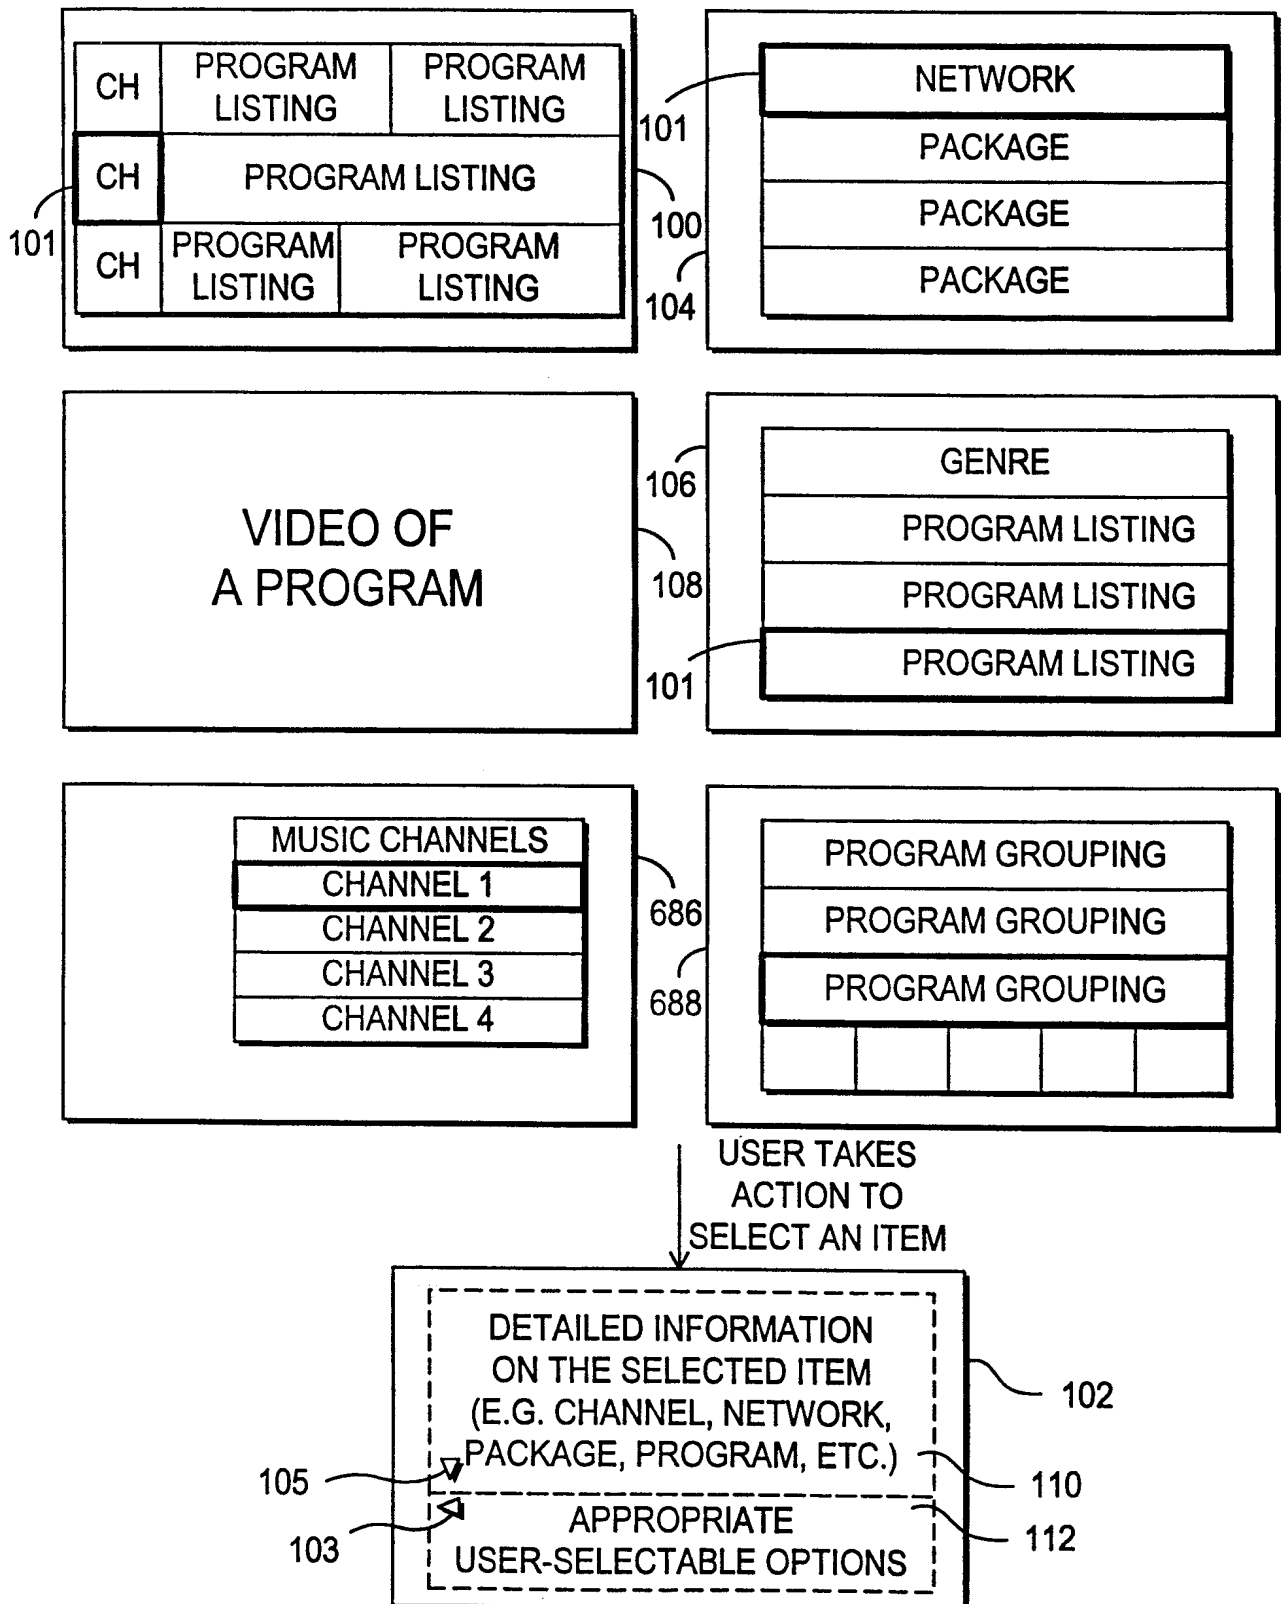 CH
PROGRAM
LISTING
PROGRAM
LISTING
CH
PROGRAM LISTING
CH
PROGRAM
LISTING
PROGRAM
LISTING
101
100
NETWORK
PACKAGE
PACKAGE
PACKAGE
101
104
VIDEO OF
A PROGRAM
108
GENRE
PROGRAM LISTING
PROGRAM LISTING
PROGRAM LISTING
106
101
MUSIC CHANNELS
CHANNEL 1
CHANNEL 2
CHANNEL 3
CHANNEL 4
686
PROGRAM GROUPING
PROGRAM GROUPING
PROGRAM GROUPING
688
USER TAKES
ACTION TO
SELECT AN ITEM
DETAILED INFORMATION
ON THE SELECTED ITEM
(E.G. CHANNEL, NETWORK,
PACKAGE, PROGRAM, ETC.)
102
105
110
APPROPRIATE
USER-SELECTABLE OPTIONS
103
112